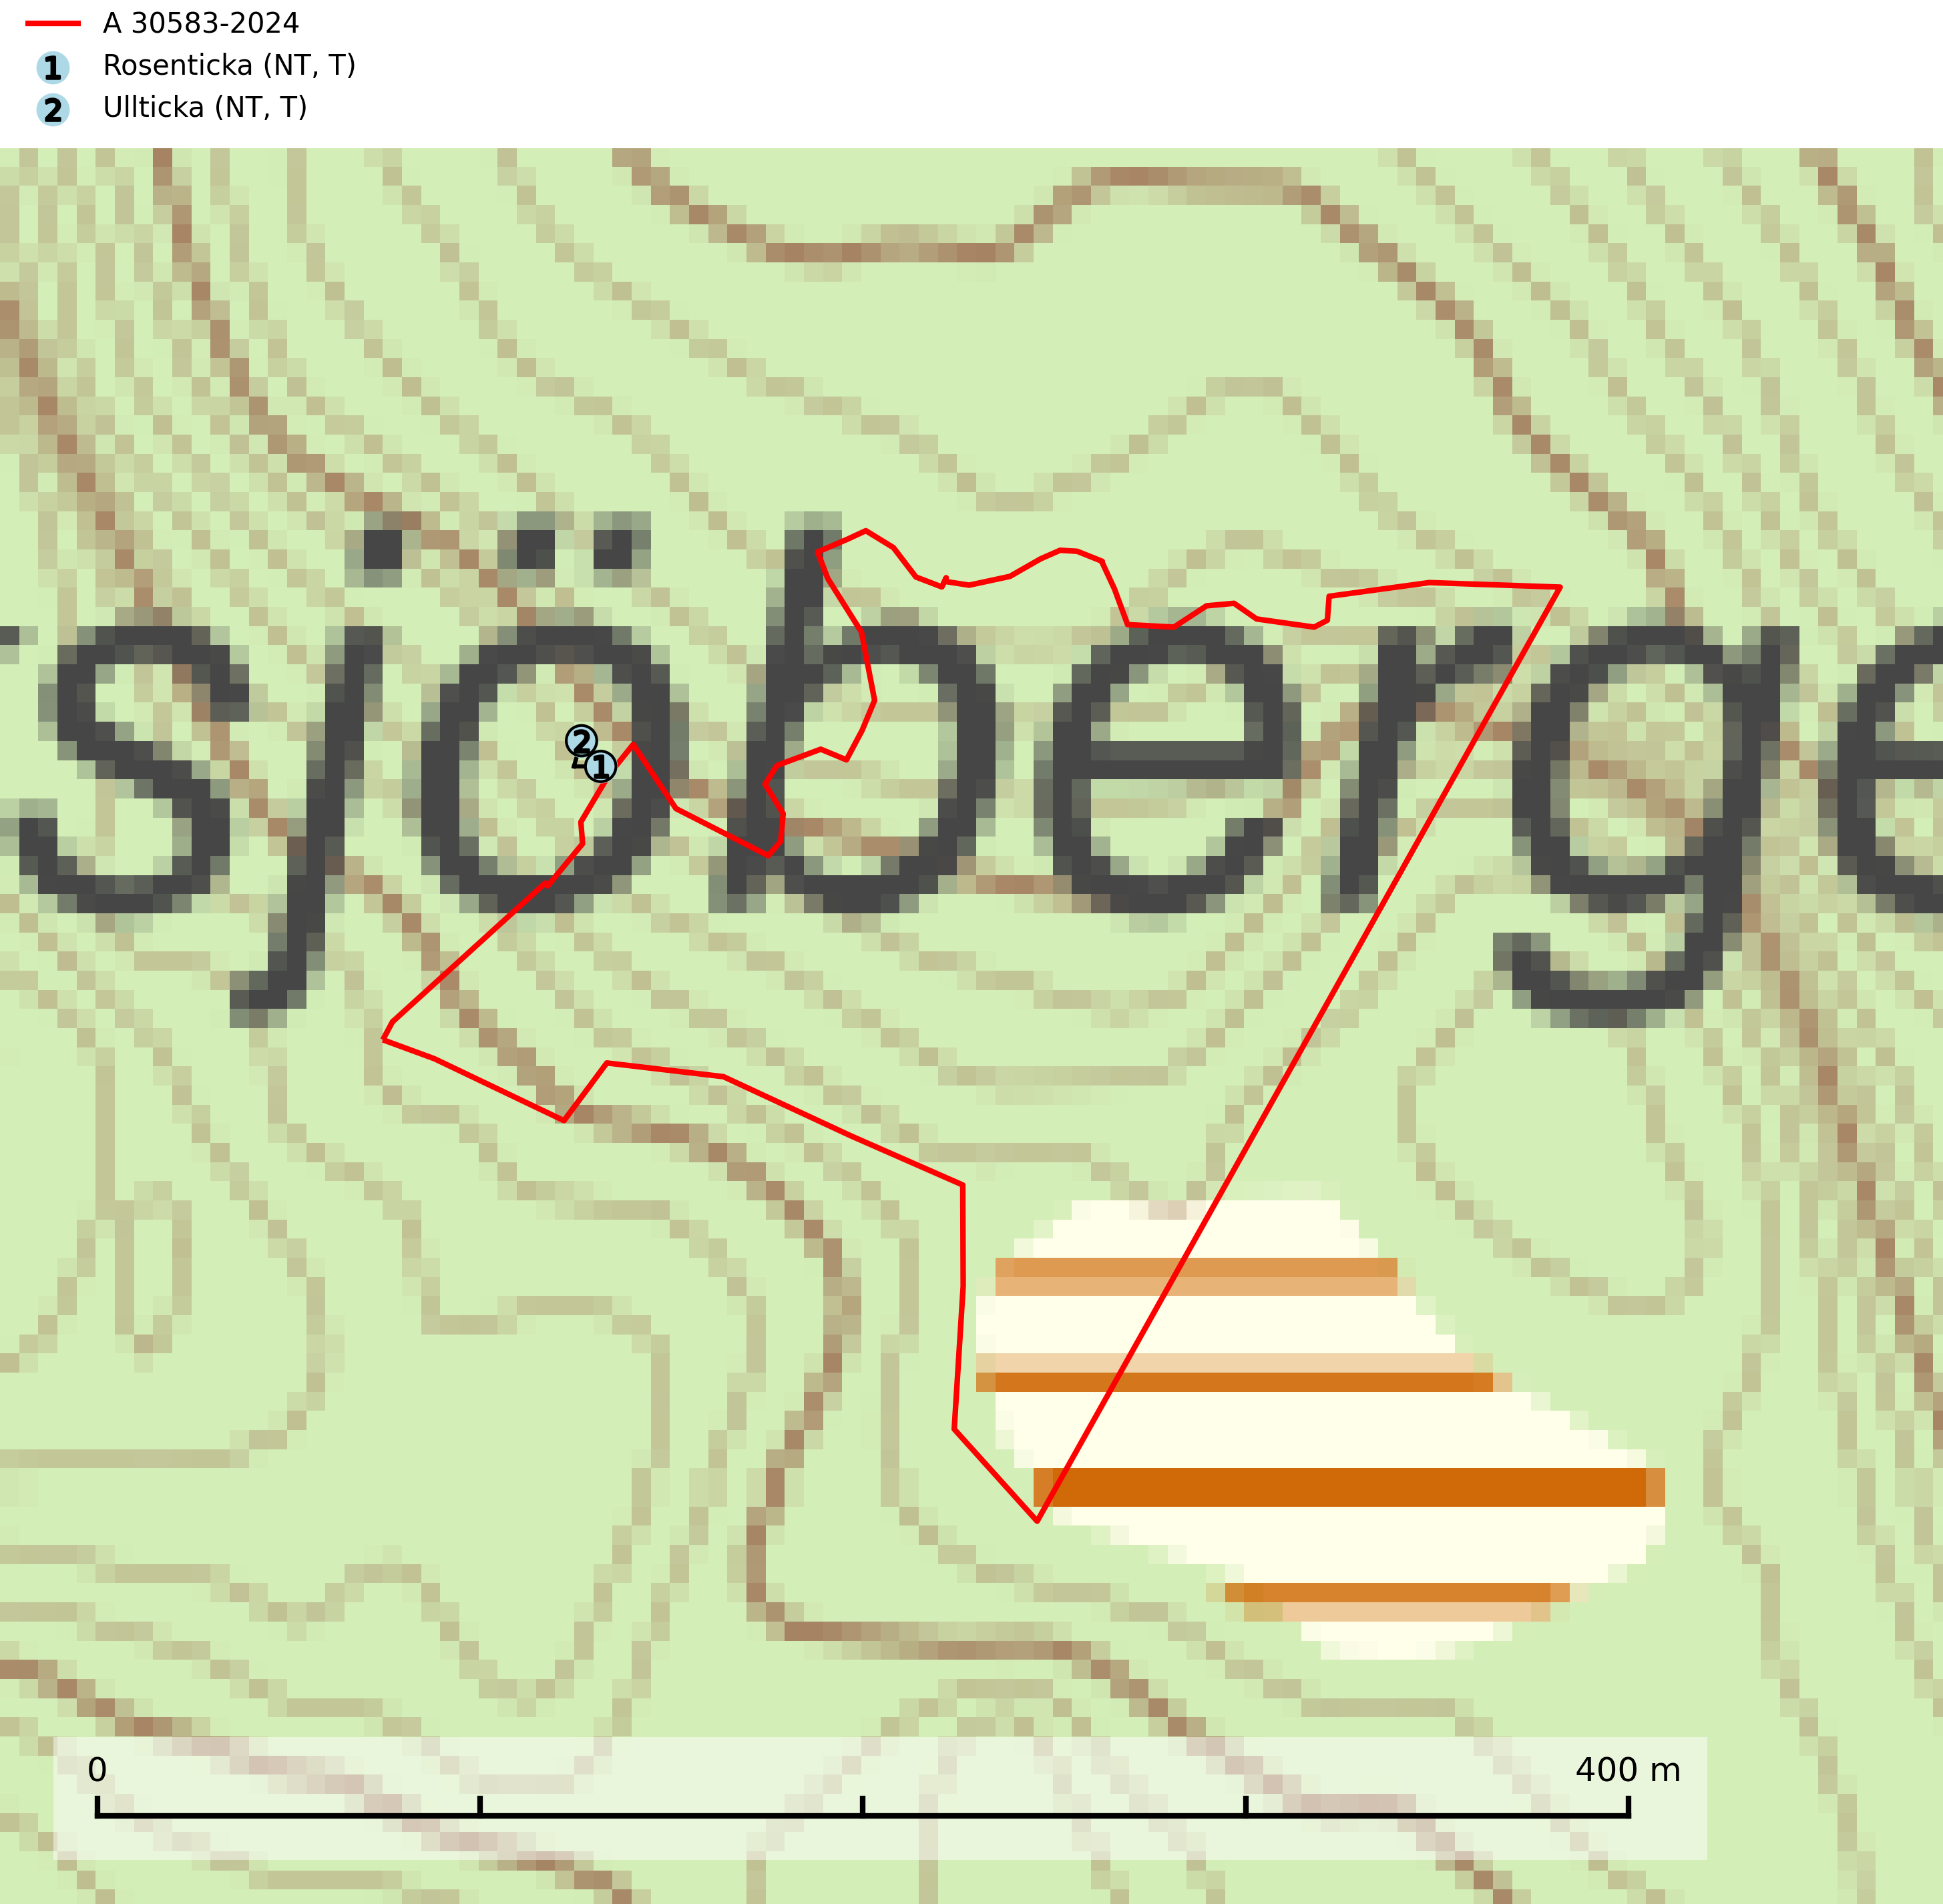 A 30583-2024
1 Rosenticka (NT, T)
2 Ullticka (NT, T)
sjöberge
2
1
0 400 m